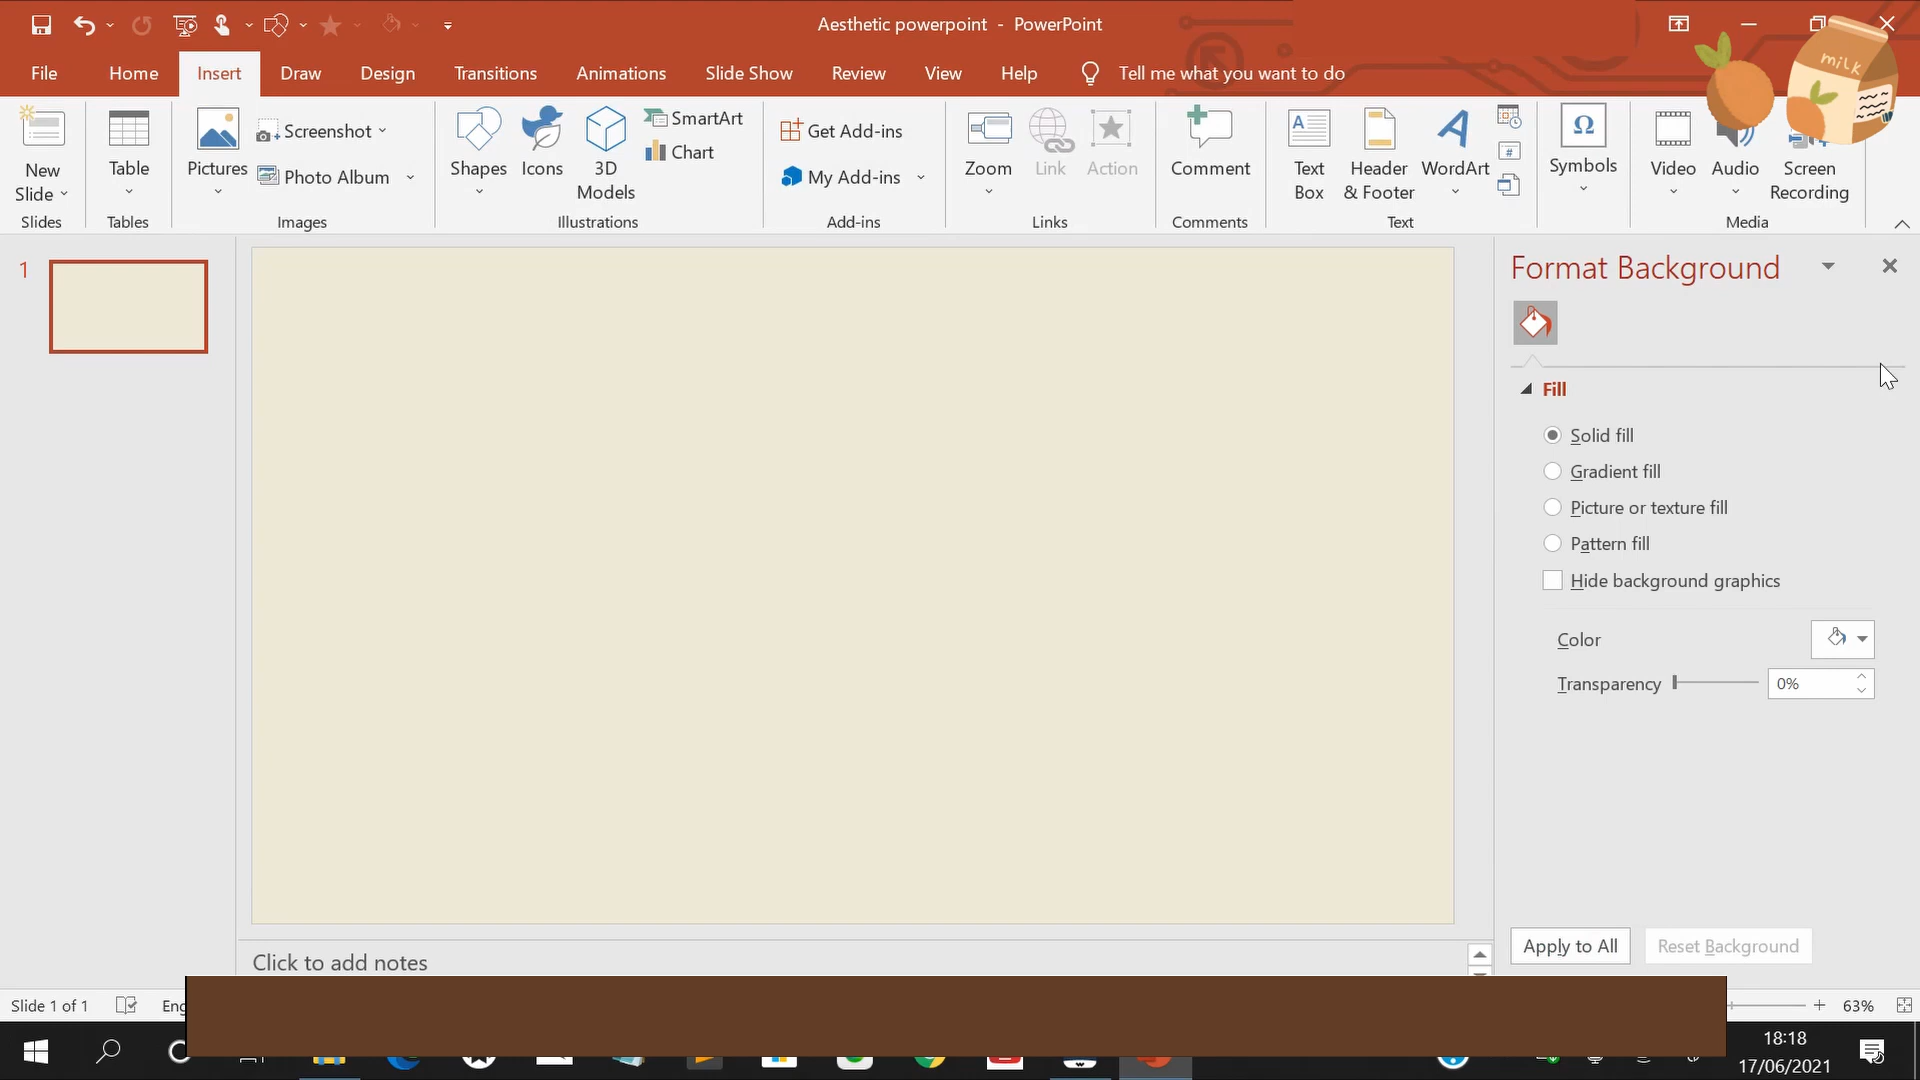 Aesthetic powerpoint - PowerPoint
File Home Insert Draw Design Transitions Animations Slide Show Review View Help Tell me what you want to do
milk
New Slide
Table
Pictures
Screenshot
Photo Album
Shapes
Icons
3D Models
SmartArt
Chart
Get Add-ins
My Add-ins
Zoom
Link
Action
Comment
Text Box
Header & Footer
WordArt
Symbols
Video
Audio
Screen Recording
Slides Tables Images Illustrations Add-ins Links Comments Text Media
1
Format Background
Fill
Solid fill
Gradient fill
Picture or texture fill
Pattern fill
Hide background graphics
Color
Transparency 0%
Apply to All Reset Background
Click to add notes
Slide 1 of 1 Eng
63%
18:18
17/06/2021